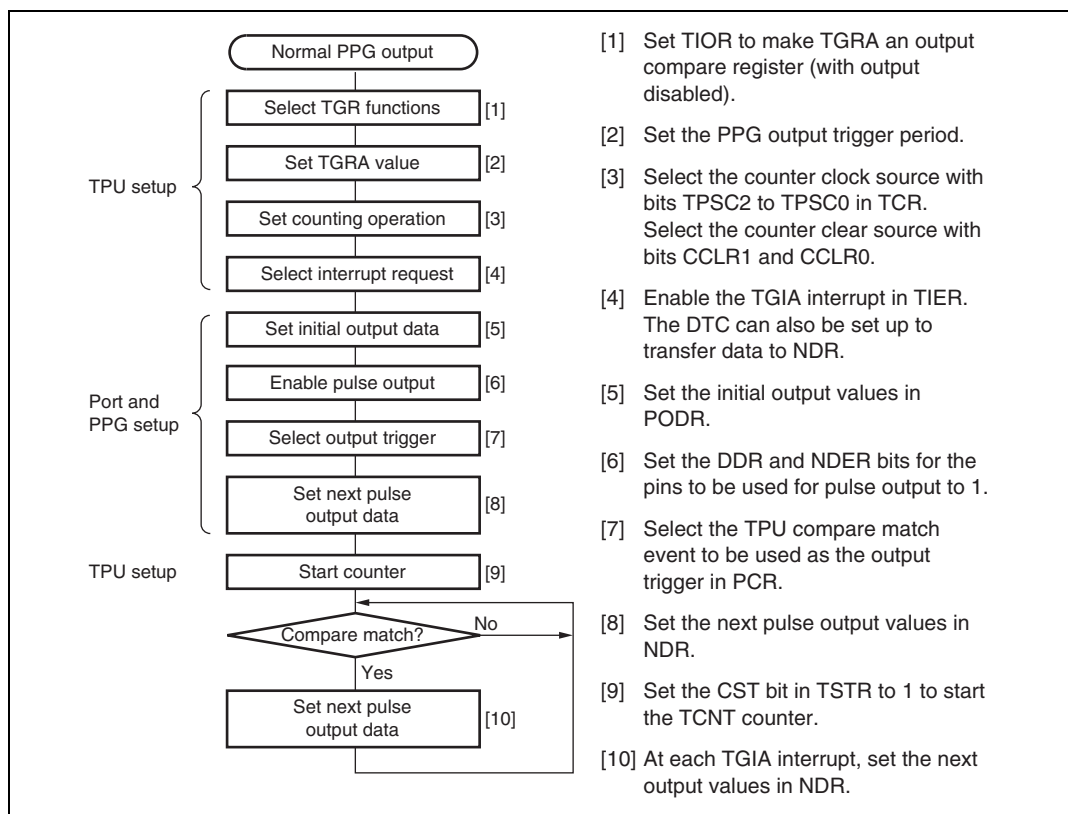 Normal PPG output
Select TGR functions [1]
Set TGRA value [2]
TPU setup
Set counting operation [3]
Select interrupt request [4]
Set initial output data [5]
Enable pulse output [6]
Port and
PPG setup
Select output trigger [7]
Set next pulse
output data [8]
TPU setup
Start counter [9]
Compare match?
No
Yes
Set next pulse
output data [10]
[1] Set TIOR to make TGRA an output
compare register (with output
disabled).
[2] Set the PPG output trigger period.
[3] Select the counter clock source with
bits TPSC2 to TPSC0 in TCR.
Select the counter clear source with
bits CCLR1 and CCLR0.
[4] Enable the TGIA interrupt in TIER.
The DTC can also be set up to
transfer data to NDR.
[5] Set the initial output values in
PODR.
[6] Set the DDR and NDER bits for the
pins to be used for pulse output to 1.
[7] Select the TPU compare match
event to be used as the output
trigger in PCR.
[8] Set the next pulse output values in
NDR.
[9] Set the CST bit in TSTR to 1 to start
the TCNT counter.
[10] At each TGIA interrupt, set the next
output values in NDR.